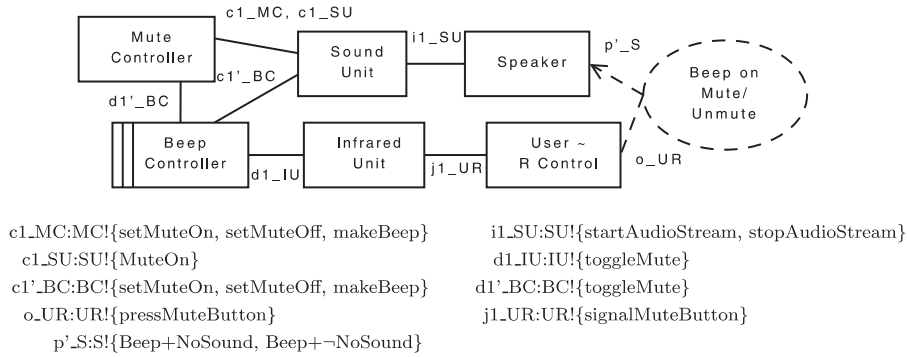 c1_MC, c1_SU
Mute
Controller
Sound
Unit
i1_SU
Speaker
p'_S
Beep on
Mute/
Unmute
c1'_BC
d1'_BC
Beep
Controller
d1_IU
Infrared
Unit
j1_UR
User ~
R Control
o_UR
c1_MC:MC!{setMuteOn, setMuteOff, makeBeep}
i1_SU:SU!{startAudioStream, stopAudioStream}
c1_SU:SU!{MuteOn}
d1_IU:IU!{toggleMute}
c1'_BC:BC!{setMuteOn, setMuteOff, makeBeep}
d1'_BC:BC!{toggleMute}
o_UR:UR!{pressMuteButton}
j1_UR:UR!{signalMuteButton}
p'_S:S!{Beep+NoSound, Beep+¬NoSound}